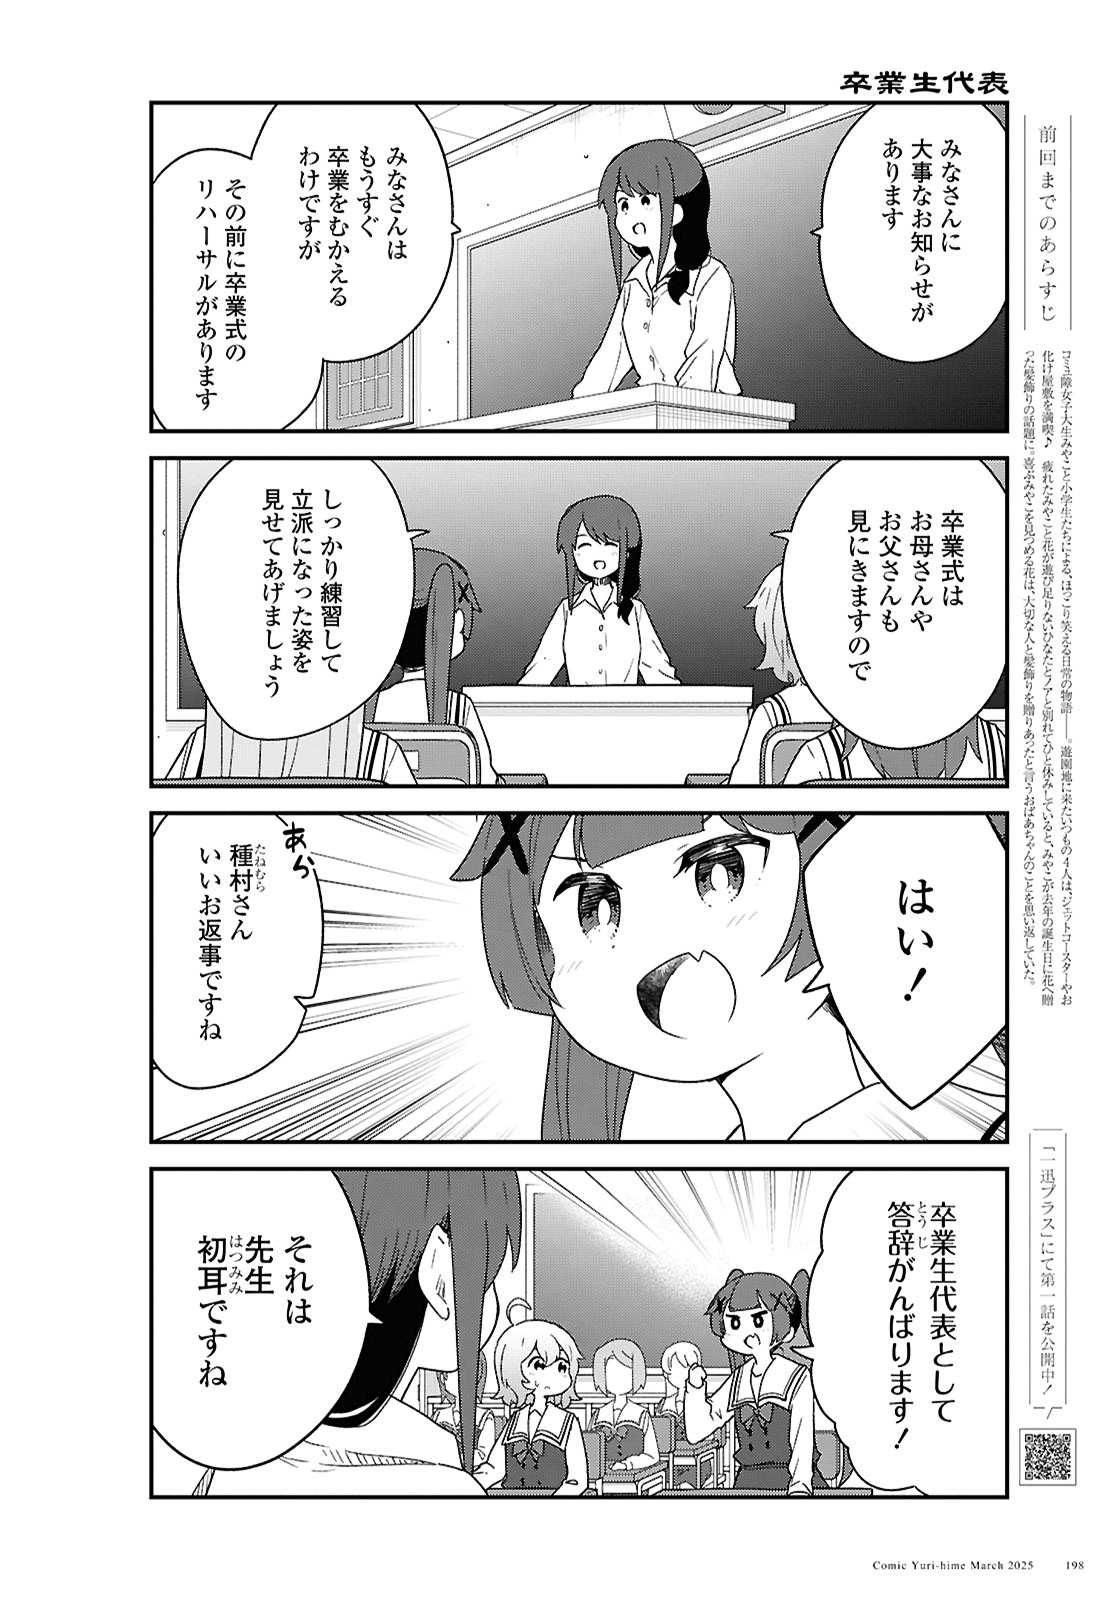 卒業生代表
前回までのあらすじ
コミュ障女子大生みやこと小学生たちによる、ほっこり笑える日常の物語――。遊園地に来たいつもの4人は、ジェットコースターやお
化け屋敷を満喫♪　疲れたみやこと花が遊び足りないひなたとノアと別れてひと休みしていると、みやこが去年の誕生日に花へ贈
った髪飾りの話題に。喜ぶみやこを見つめる花は、大切な人と髪飾りを贈りあったと言うおばあちゃんのことを思い返していた。
「一迅プラス」にて第一話を公開中！
みなさんに
大事なお知らせが
あります
みなさんは
もうすぐ
卒業をむかえる
わけですが
その前に卒業式の
リハーサルがあります
卒業式は
お母さんや
お父さんも
見にきますので
しっかり練習して
立派になった姿を
見せてあげましょう
はい！
あら
種村さん
たねむら
いいお返事ですね
卒業生代表として
答辞がんばります！
とうじ
それは
先生
初耳ですね
はつみみ
Comic Yuri-hime March 2025
198